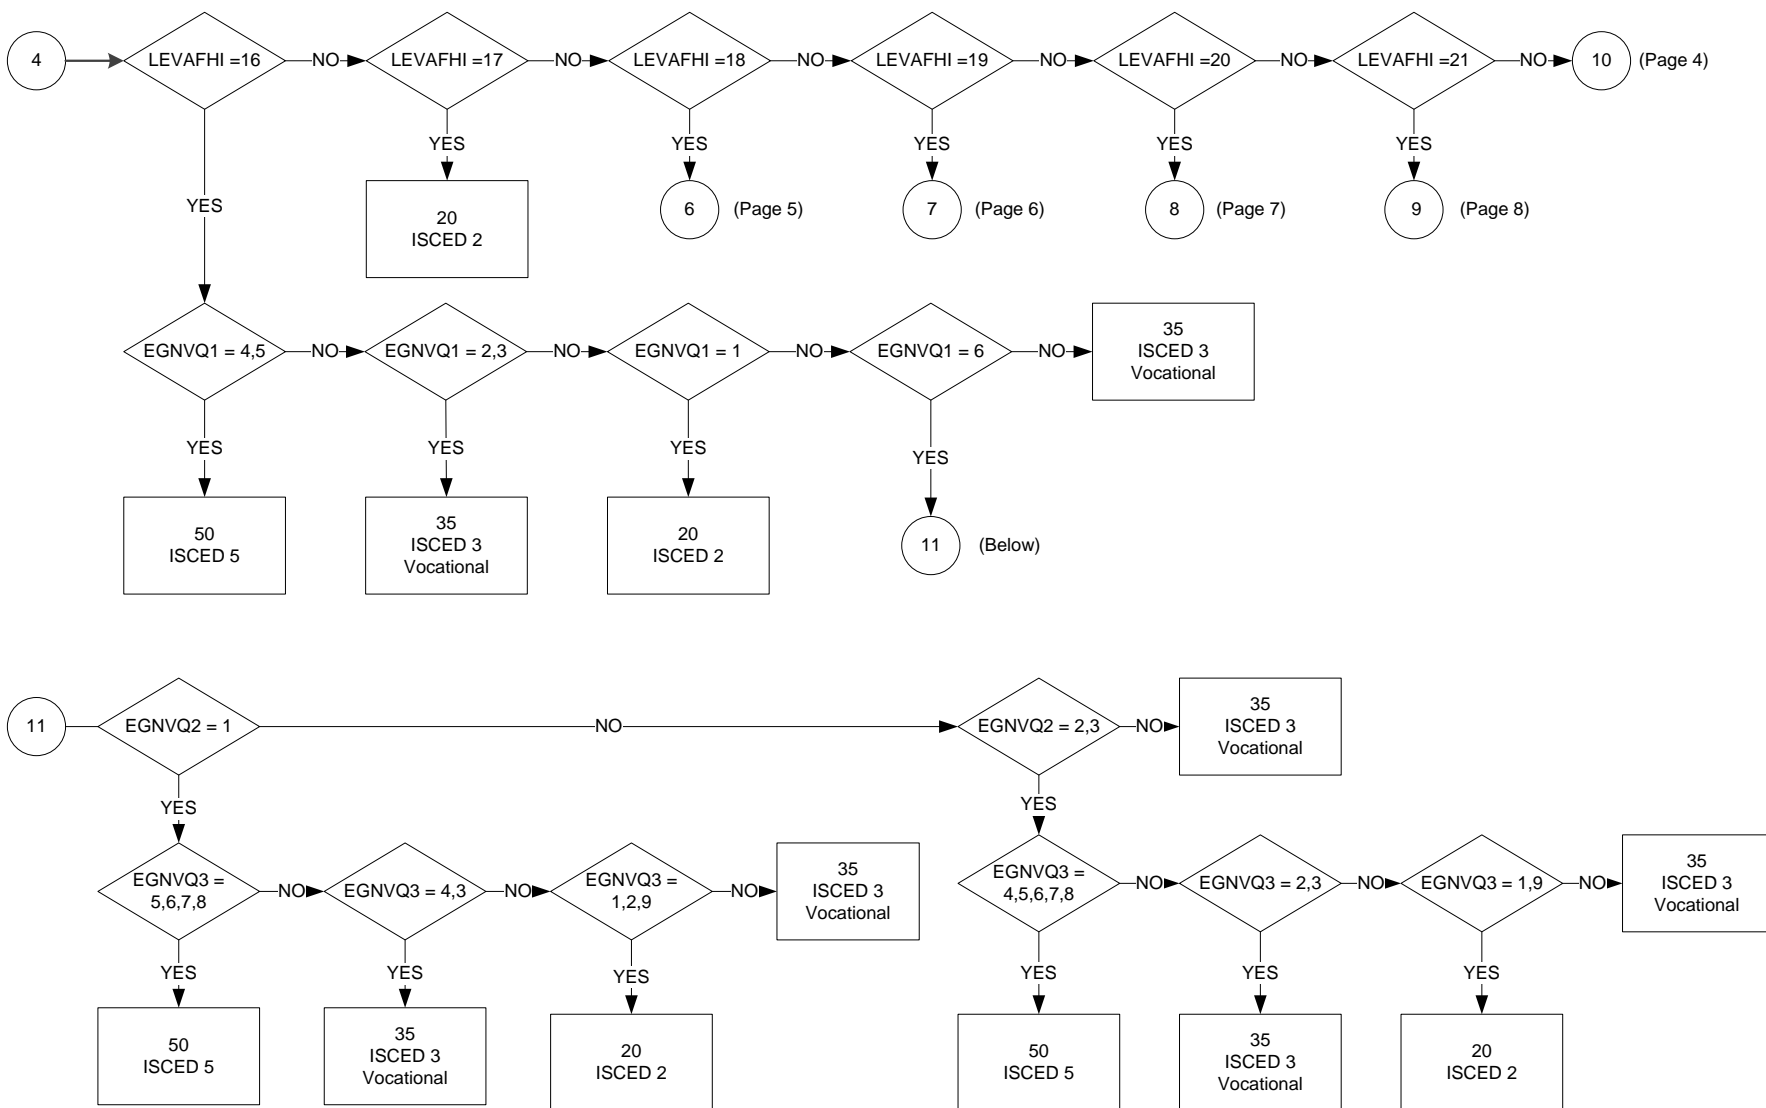 4
LEVAFHI =16
NO
LEVAFHI =17
NO
LEVAFHI =18
NO
LEVAFHI =19
NO
LEVAFHI =20
NO
LEVAFHI =21
NO
10
(Page 4)
YES
YES
YES
YES
YES
YES
20
ISCED 2
6
(Page 5)
7
(Page 6)
8
(Page 7)
9
(Page 8)
EGNVQ1 = 4,5
NO
EGNVQ1 = 2,3
NO
EGNVQ1 = 1
NO
EGNVQ1 = 6
NO
35
ISCED 3
Vocational
YES
YES
YES
YES
50
ISCED 5
35
ISCED 3
Vocational
20
ISCED 2
11
(Below)
11
EGNVQ2 = 1
NO
EGNVQ2 = 2,3
NO
35
ISCED 3
Vocational
YES
YES
EGNVQ3 =
5,6,7,8
NO
EGNVQ3 = 4,3
NO
EGNVQ3 =
1,2,9
NO
35
ISCED 3
Vocational
EGNVQ3 =
4,5,6,7,8
NO
EGNVQ3 = 2,3
NO
EGNVQ3 = 1,9
NO
35
ISCED 3
Vocational
YES
YES
YES
YES
YES
YES
50
ISCED 5
35
ISCED 3
Vocational
20
ISCED 2
50
ISCED 5
35
ISCED 3
Vocational
20
ISCED 2